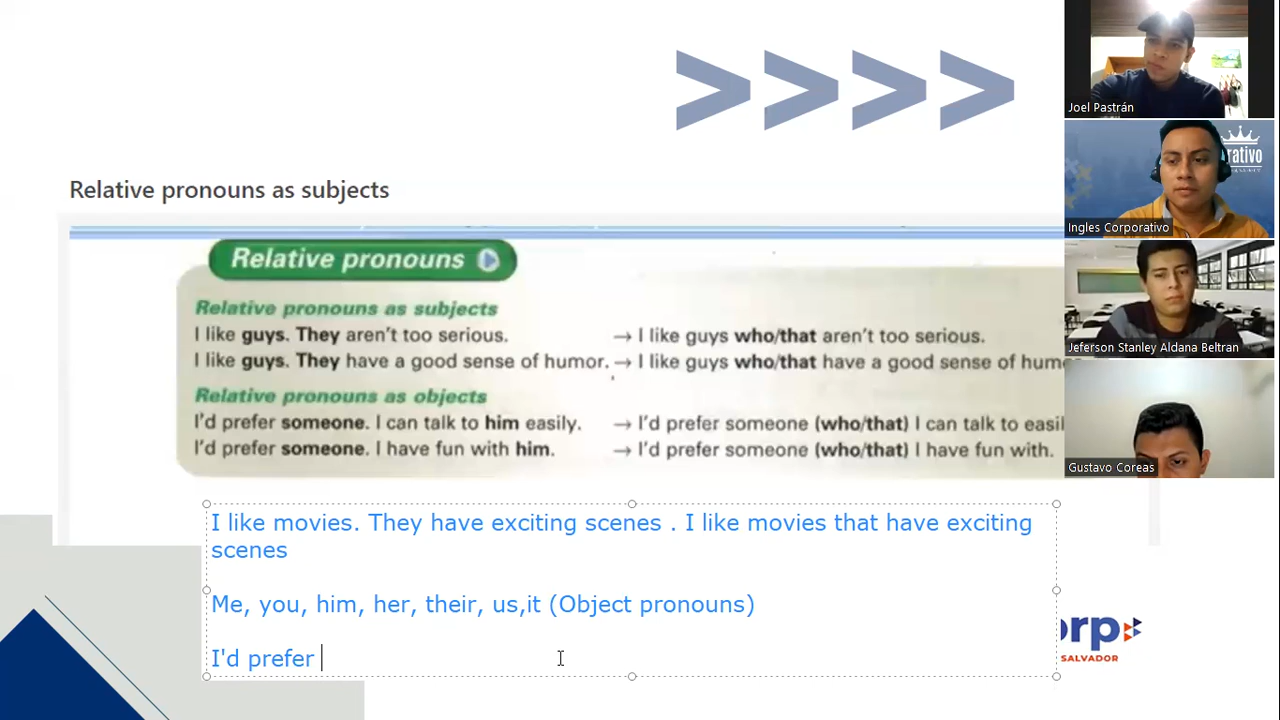 >>>>
Relative pronouns as subjects
Relative pronouns
Relative pronouns as subjects
I like guys. They aren't too serious. → I like guys who/that aren't too serious.
I like guys. They have a good sense of humor. → I like guys who/that have a good sense of hum
Relative pronouns as objects
I'd prefer someone. I can talk to him easily. → I'd prefer someone (who/that) I can talk to easil
I'd prefer someone. I have fun with him. → I'd prefer someone (who/that) I have fun with.
I like movies. They have exciting scenes . I like movies that have exciting
scenes
Me, you, him, her, their, us,it (Object pronouns)
I'd prefer
orp
SALVADOR
Joel Pastrán
rativo
Ingles Corporativo
Jeferson Stanley Aldana Beltran
Gustavo Coreas